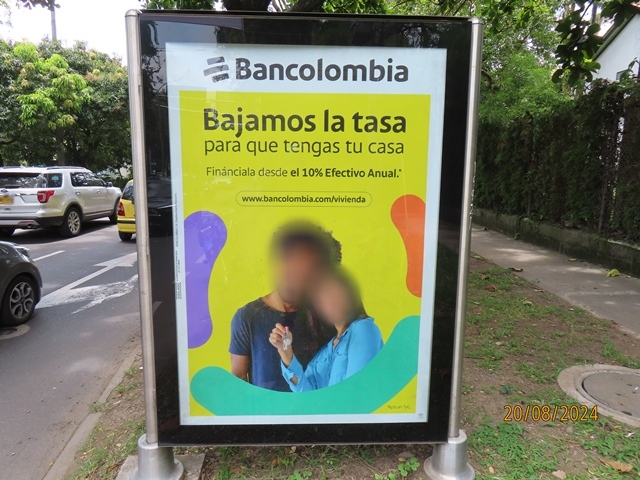 Bancolombia
Bajamos la tasa
para que tengas tu casa
Fináncíala desde el 10% Efectivo Anual.*
www.bancolombia.com/vivienda
20/08/2024